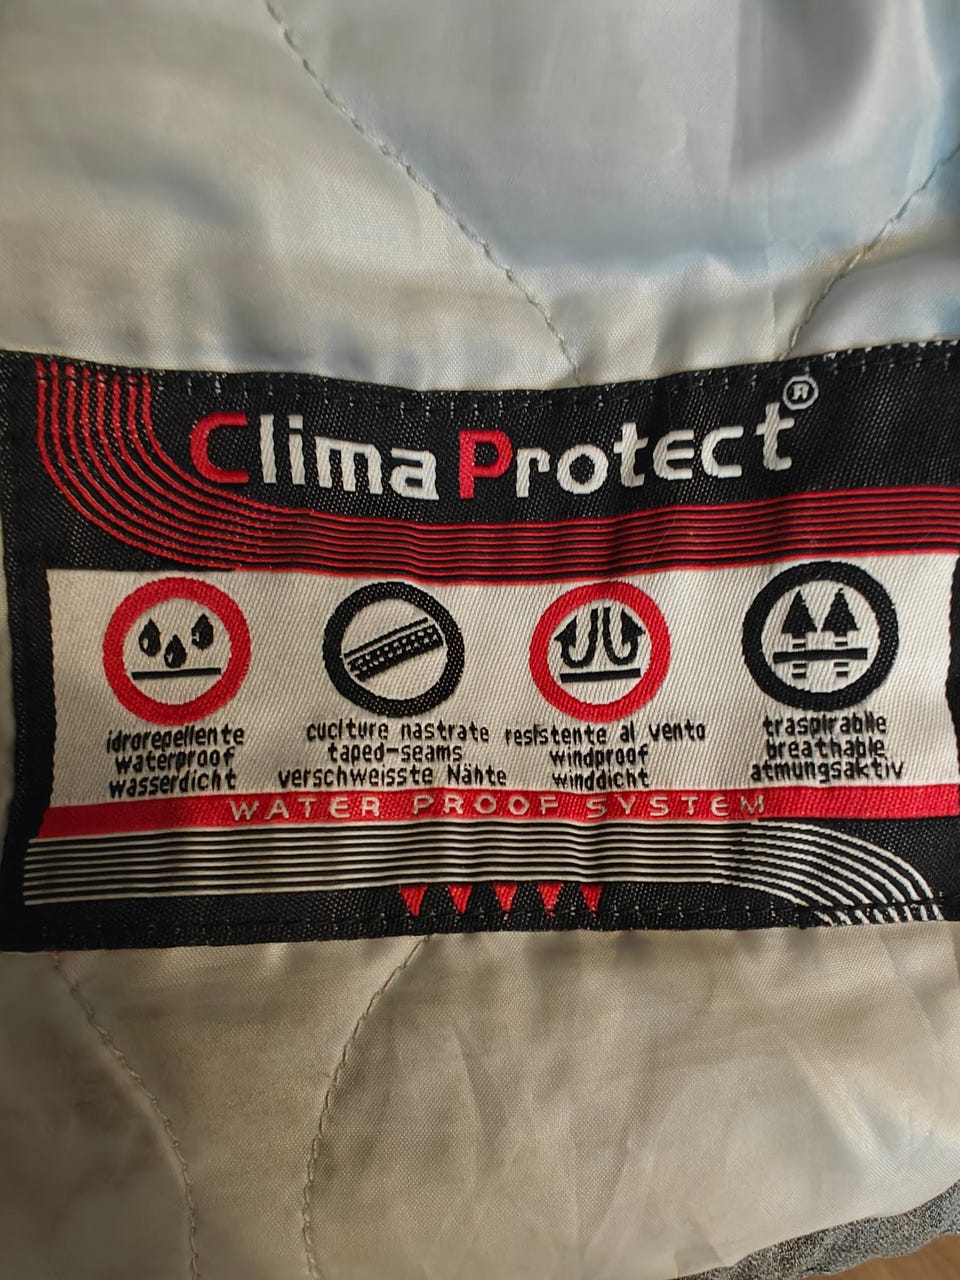 Clima Protect®
idrorepellente
waterproof
wasserdicht
cuciture nastrate
taped-seams
verschweisste Nähte
resistente al vento
windproof
winddicht
traspirabile
breathable
atmungsaktiv
WATER PROOF SYSTEM